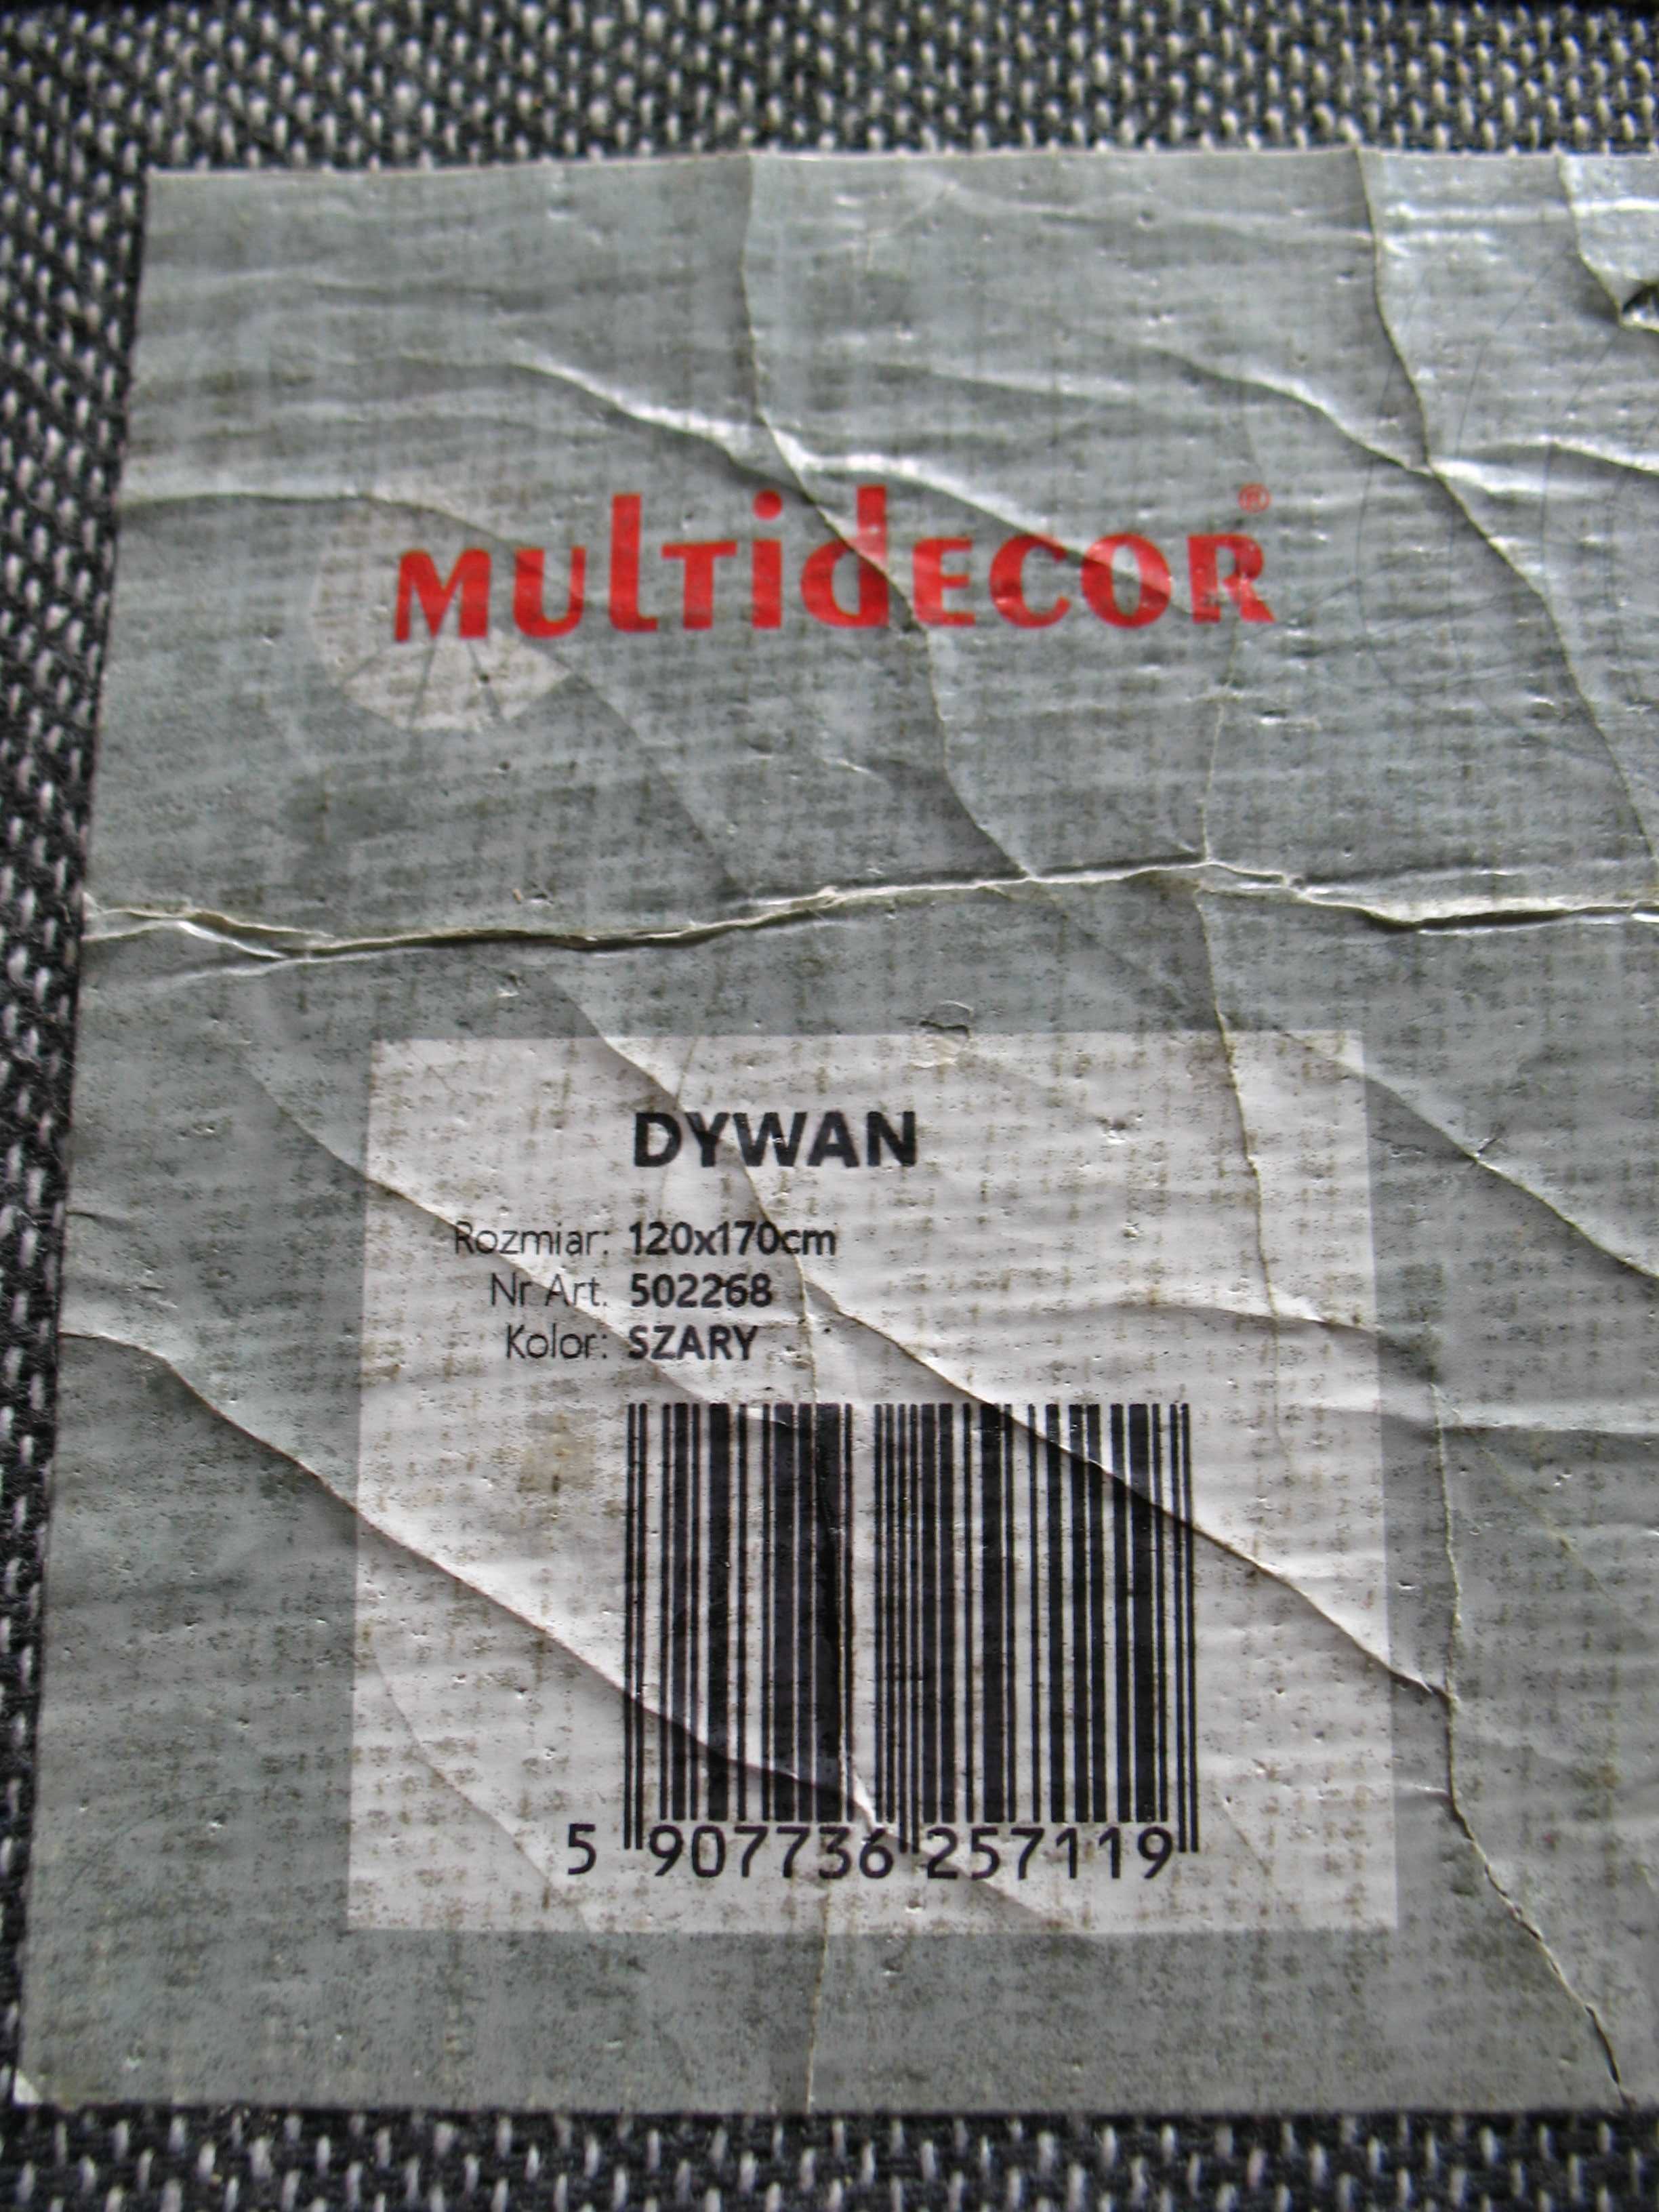 MULTIDECOR®
DYWAN
Rozmiar: 120x170cm
Nr Art. 502268
Kolor: SZARY
5 907736 257119